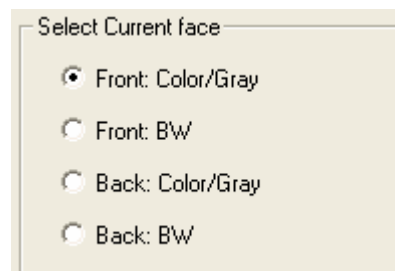 Select Current face
Front: Color/Gray
Front: BW
Back: Color/Gray
Back: BW